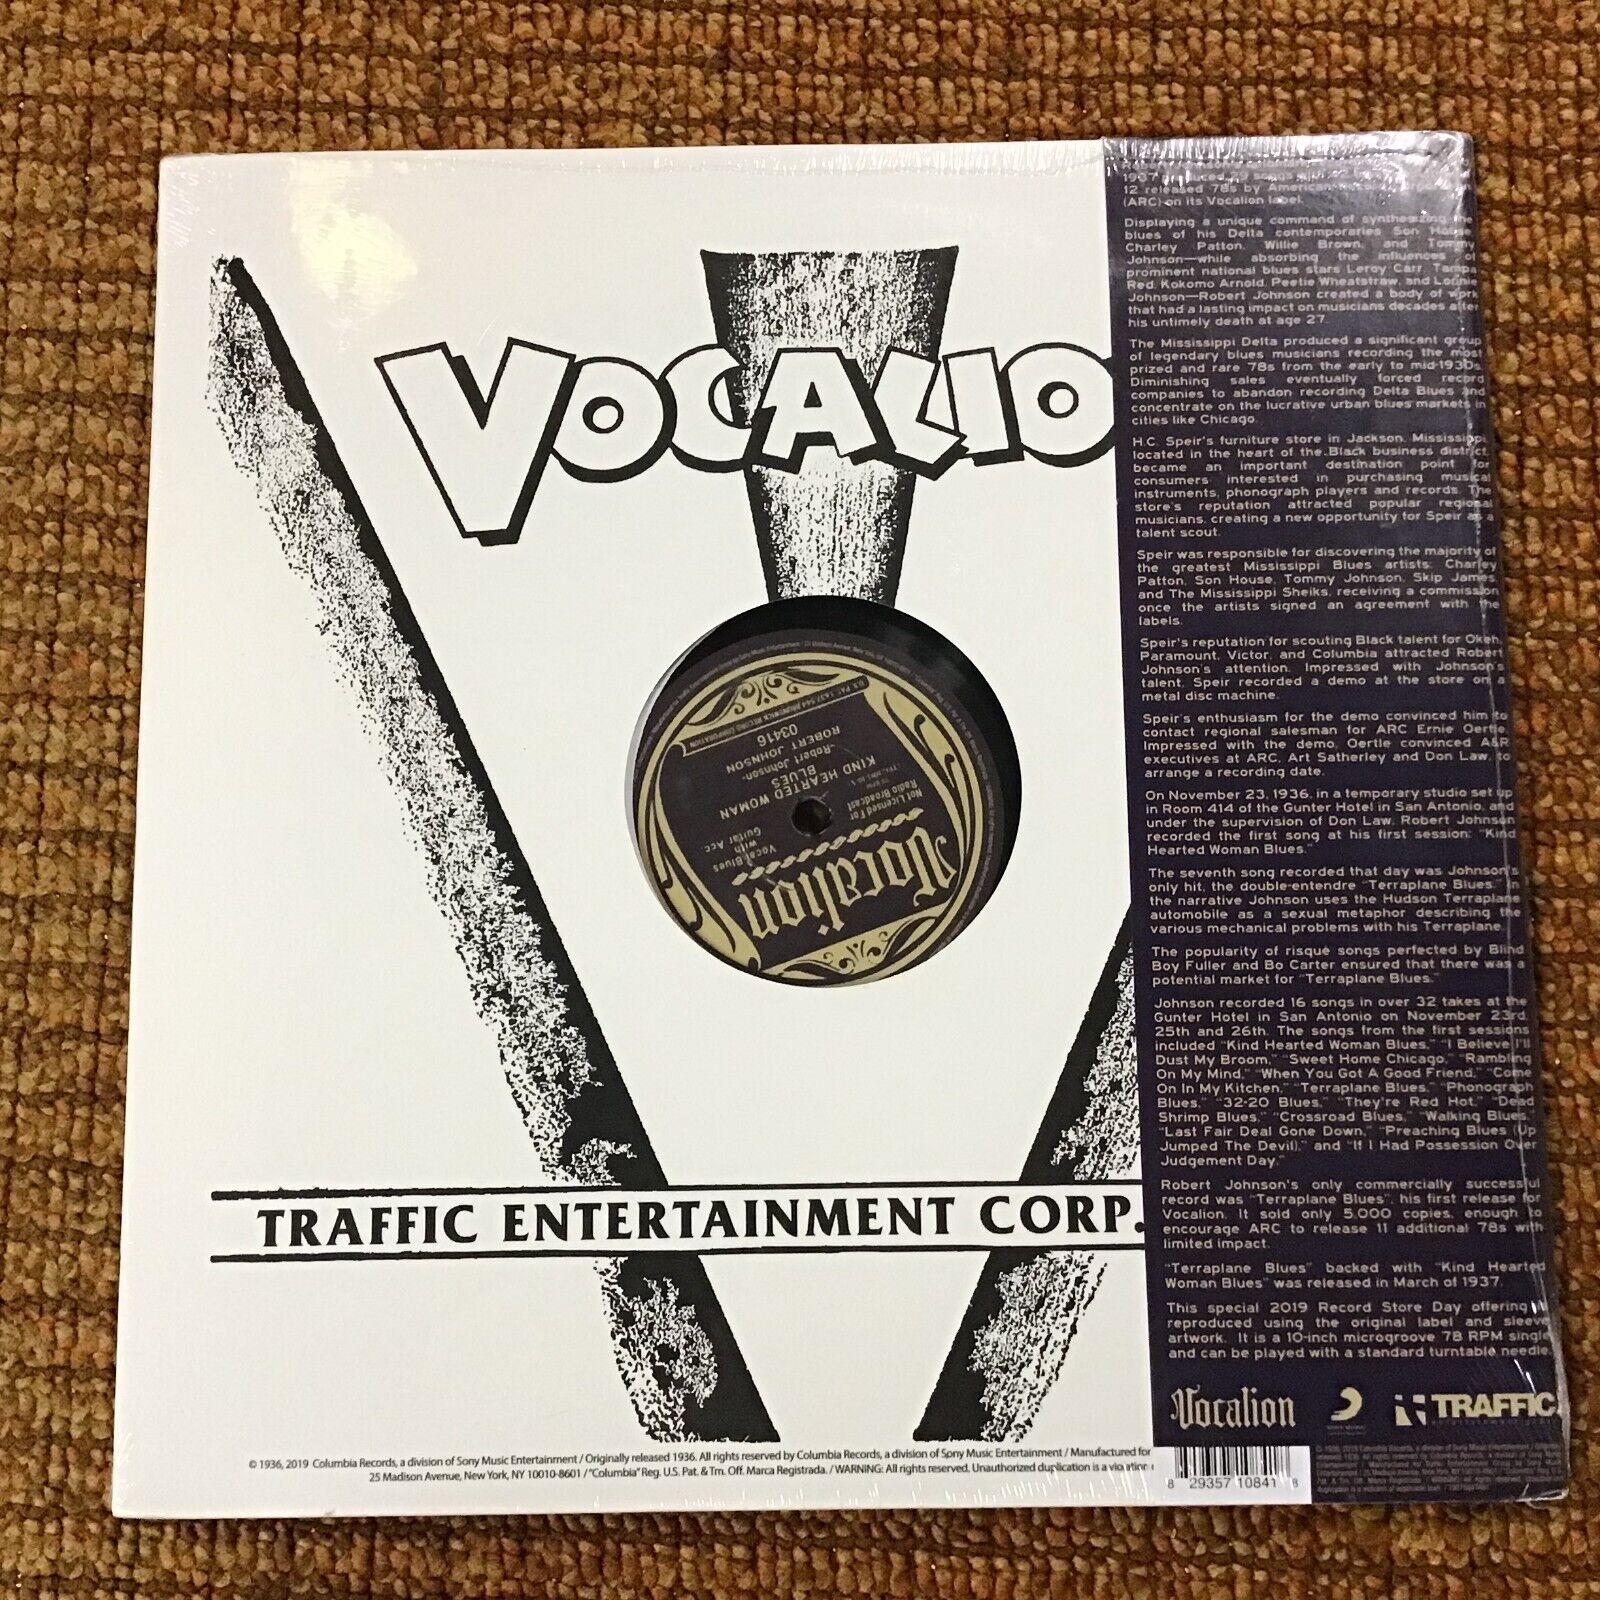 VOCALIO
TRAFFIC ENTERTAINMENT CORP.
© 1936, 2019 Columbia Records, a division of Sony Music Entertainment / Originally released 1936. All rights reserved by Columbia Records, a division of Sony Music Entertainment / Manufactured for
25 Madison Avenue, New York, NY 10010-8601 / "Columbia" Reg. U.S. Pat. & Tm. Off. Marca Registrada. / WARNING: All rights reserved. Unauthorized duplication is a violation
Vocalion
Not Licensed For
Radio Broadcast
Vocal Blues
with
Guitar Acc.
KIND HEARTED WOMAN
BLUES
-Robert Johnson-
ROBERT JOHNSON
03416
songs
12 released 78s by American
(ARC) on its Vocalion label.
Displaying a unique command of synthesizing the
blues of his Delta contemporaries Son House,
Charley Patton, Willie Brown, and Tommy
Johnson—while absorbing the influences
prominent national blues stars Leroy Carr, Tampa
Red, Kokomo Arnold, Peetie Wheatstraw, and Lonnie
Johnson—Robert Johnson created a body of work
that had a lasting impact on musicians decades after
his untimely death at age 27.
The Mississippi Delta produced a significant group
of legendary blues musicians recording the most
prized and rare 78s from the early to mid-1930s.
Diminishing sales eventually forced record
companies to abandon recording Delta Blues and
concentrate on the lucrative urban blues markets in
cities like Chicago.
H.C. Speir's furniture store in Jackson, Mississippi,
located in the heart of the Black business district,
became an important destination point for
consumers interested in purchasing musical
instruments, phonograph players and records. The
store's reputation attracted popular regional
musicians, creating a new opportunity for Speir as a
talent scout.
Speir was responsible for discovering the majority of
the greatest Mississippi Blues artists: Charley
Patton, Son House, Tommy Johnson, Skip James,
and The Mississippi Sheiks, receiving a commission
once the artists signed an agreement with the
labels.
Speir's reputation for scouting Black talent for Okeh,
Paramount, Victor, and Columbia attracted Robert
Johnson's attention. Impressed with Johnson's
talent, Speir recorded a demo at the store on a
metal disc machine.
Speir's enthusiasm for the demo convinced him to
contact regional salesman for ARC Ernie Oertle.
Impressed with the demo, Oertle convinced A&R
executives at ARC, Art Satherley and Don Law, to
arrange a recording date.
On November 23, 1936, in a temporary studio set up
in Room 414 of the Gunter Hotel in San Antonio, and
under the supervision of Don Law, Robert Johnson
recorded the first song at his first session: "Kind
Hearted Woman Blues."
The seventh song recorded that day was Johnson's
only hit, the double-entendre "Terraplane Blues." In
the narrative Johnson uses the Hudson Terraplane
automobile as a sexual metaphor describing the
various mechanical problems with his Terraplane.
The popularity of risqué songs perfected by Blind
Boy Fuller and Bo Carter ensured that there was a
potential market for "Terraplane Blues."
Johnson recorded 16 songs in over 32 takes at the
Gunter Hotel in San Antonio on November 23rd,
25th and 26th. The songs from the first sessions
included "Kind Hearted Woman Blues," "I Believe I'll
Dust My Broom," "Sweet Home Chicago," "Rambling
On My Mind," "When You Got A Good Friend," "Come
On In My Kitchen," "Terraplane Blues," "Phonograph
Blues," "32-20 Blues," "They're Red Hot," "Dead
Shrimp Blues," "Crossroad Blues," "Walking Blues,"
"Last Fair Deal Gone Down," "Preaching Blues (Up
Jumped The Devil)," and "If I Had Possession Over
Judgement Day."
Robert Johnson's only commercially successful
record was "Terraplane Blues", his first release for
Vocalion. It sold only 5,000 copies, enough to
encourage ARC to release 11 additional 78s with
limited impact.
"Terraplane Blues" backed with "Kind Hearted
Woman Blues" was released in March of 1937.
This special 2019 Record Store Day offering is
reproduced using the original label and sleeve
artwork. It is a 10-inch microgroove 78 RPM single
and can be played with a standard turntable needle.
Vocalion
TRAFFIC
8 29357 10841 8